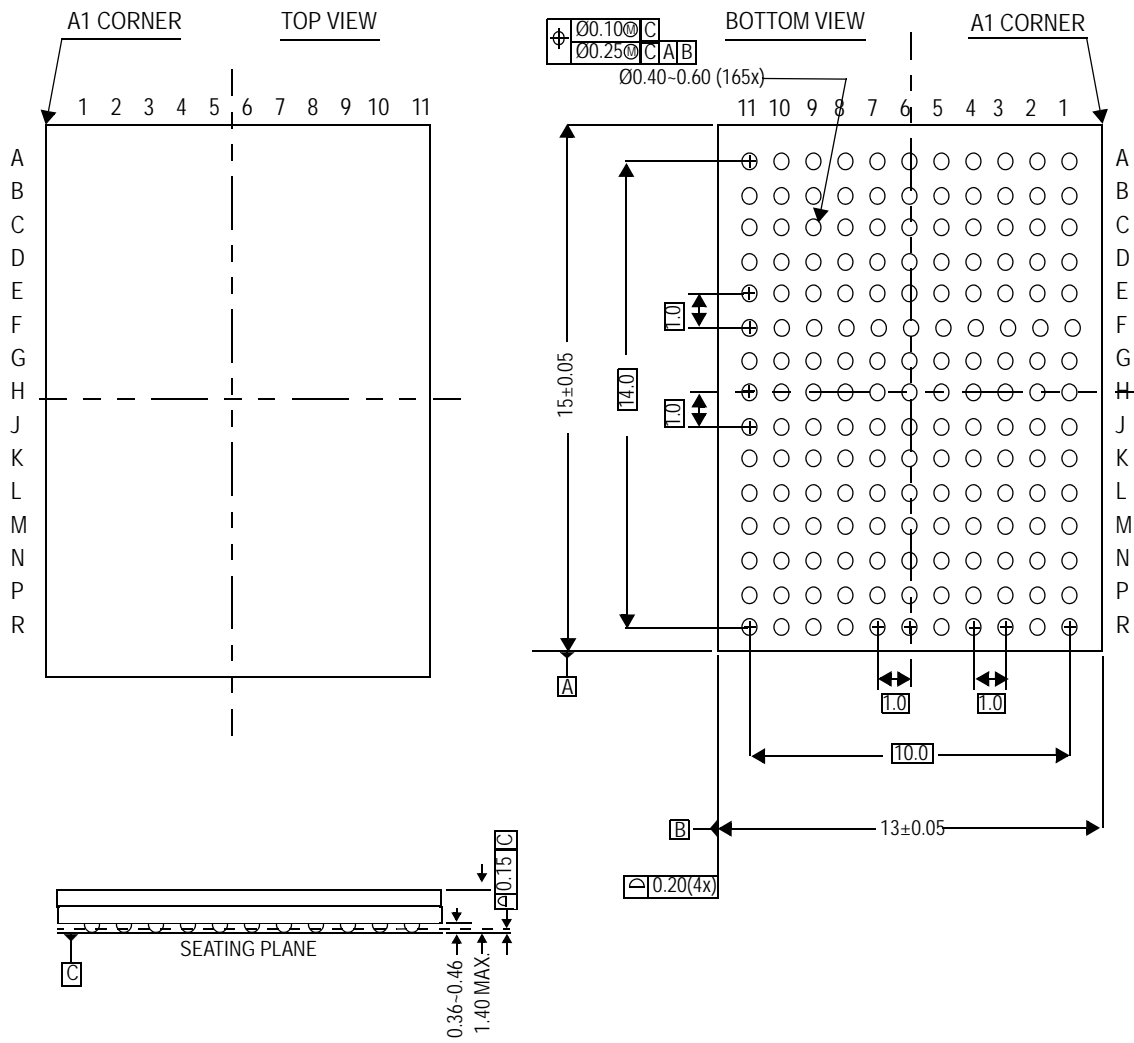 A1 CORNER
TOP VIEW
1 2 3 4 5 6 7 8 9 10 11
A
B
C
D
E
F
G
H
J
K
L
M
N
P
R
Ø0.10Ⓜ C
Ø0.25Ⓜ C A B
BOTTOM VIEW
A1 CORNER
Ø0.40~0.60 (165x)
11 10 9 8 7 6 5 4 3 2 1
A
B
C
D
E
F
G
H
J
K
L
M
N
P
R
1.0
15±0.05
14.0
1.0
A
1.0
1.0
10.0
B
13±0.05
0.20(4x)
0.15 C
SEATING PLANE
C
0.36~0.46
1.40 MAX.